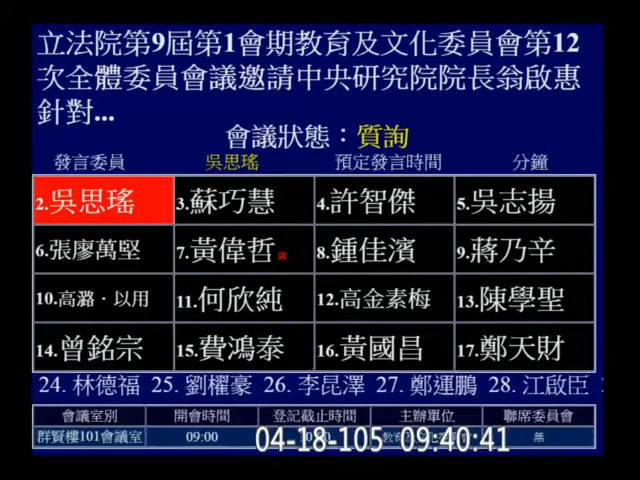 立法院第9屆第1會期教育及文化委員會第12
次全體委員會議邀請中央研究院院長翁啟惠
針對...
會議狀態：質詢
發言委員 吳思瑤 預定發言時間 分鐘
2.吳思瑤 3.蘇巧慧 4.許智傑 5.吳志揚
6.張廖萬堅 7.黃偉哲 8.鍾佳濱 9.蔣乃辛
10.高潞．以用 11.何欣純 12.高金素梅 13.陳學聖
14.曾銘宗 15.費鴻泰 16.黃國昌 17.鄭天財
24. 林德福 25. 劉櫂豪 26. 李昆澤 27. 鄭運鵬 28. 江啟臣
會議室別 開會時間 登記截止時間 主辦單位 聯席委員會
群賢樓101會議室 09:00 無
04-18-105 09:40:41